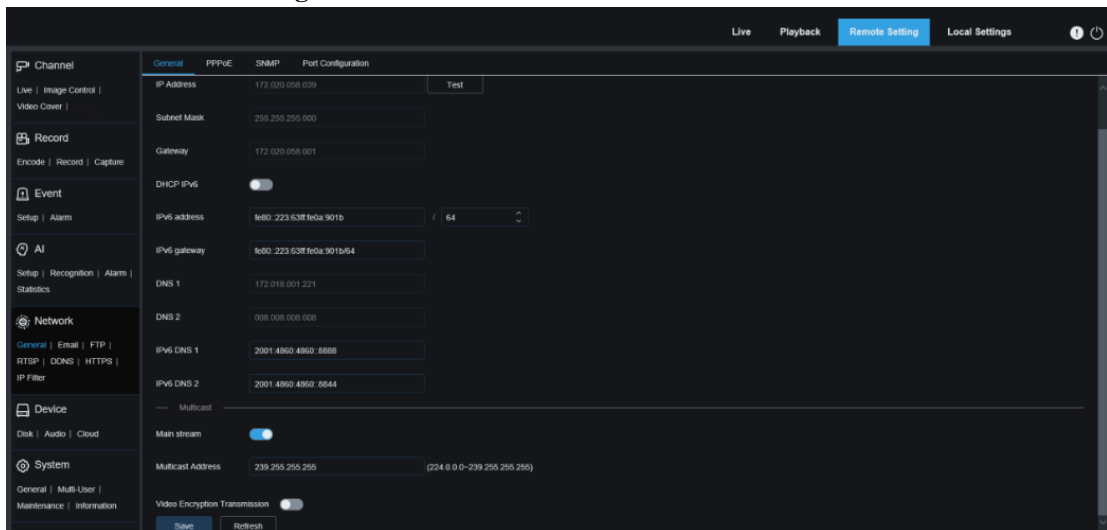 Live Playback Remote Setting Local Settings
Channel
Live | Image Control |
Video Cover |
Record
Encode | Record | Capture
Event
Setup | Alarm
AI
Setup | Recognition | Alarm |
Statistics
Network
General | Email | FTP |
RTSP | DDNS | HTTPS |
IP Filter
Device
Disk | Audio | Cloud
System
General | Multi-User |
Maintenance | Information
General PPPoE SNMP Port Configuration
IP Address 172.020.058.039 Test
Subnet Mask 255.255.255.000
Gateway 172.020.058.001
DHCP IPv6
IPv6 address fe80::223:63ff:fe0a:901b / 64
IPv6 gateway fe80::223:63ff:fe0a:901b/64
DNS 1 172.018.001.221
DNS 2 008.008.008.008
IPv6 DNS 1 2001:4860:4860::8888
IPv6 DNS 2 2001:4860:4860::8844
Multicast
Main stream
Multicast Address 239.255.255.255 (224.0.0.0~239.255.255.255)
Video Encryption Transmission
Save Refresh